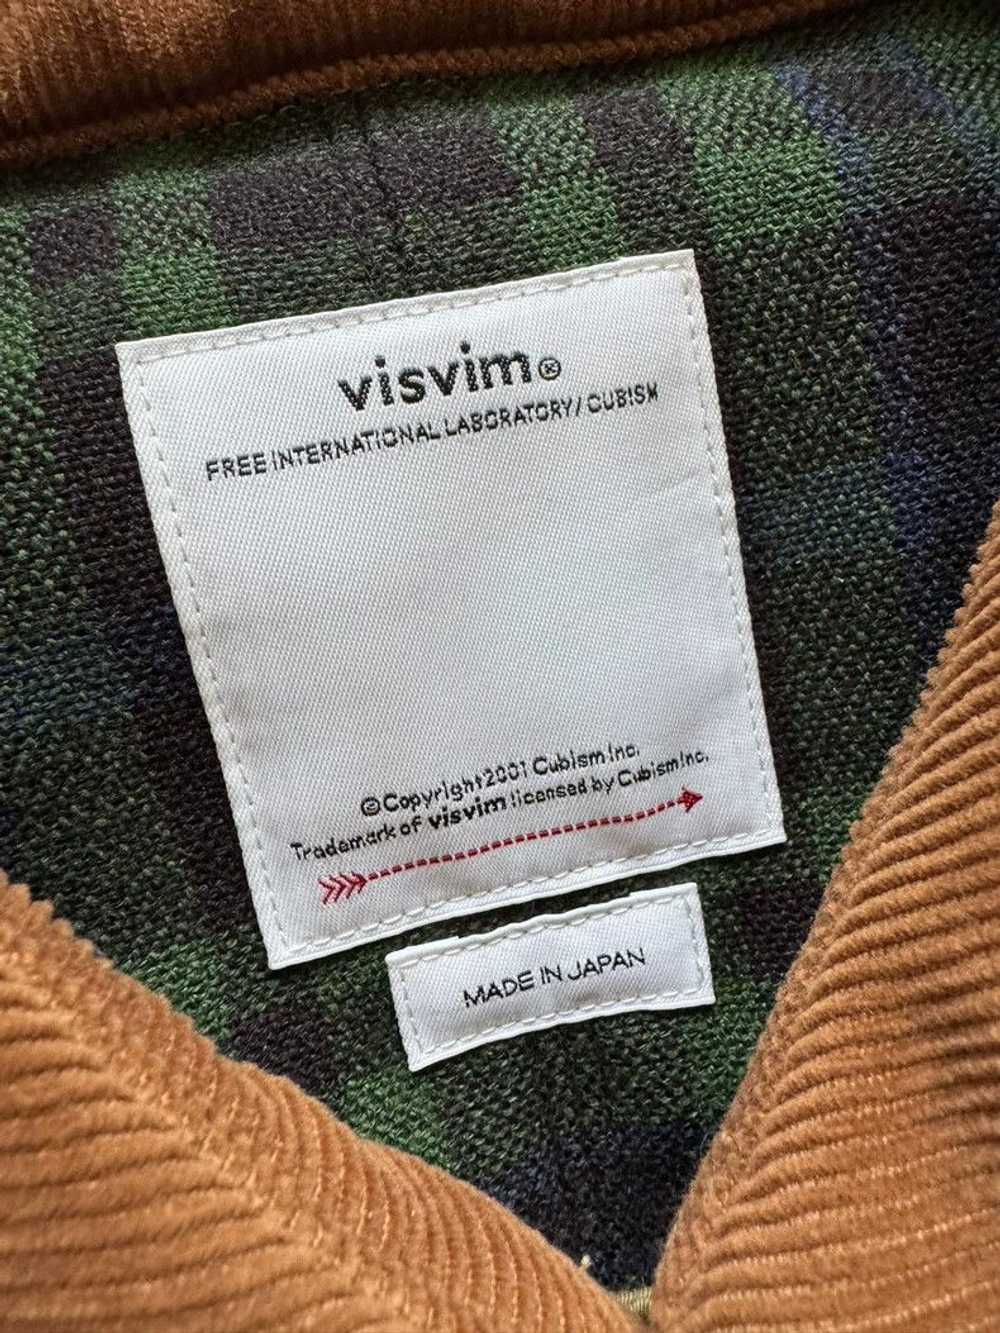 visvim®
FREE INTERNATIONAL LABORATORY / CUBISM
©Copyright 2001 Cubism Inc.
Trademark of visvim licensed by Cubism Inc.
MADE IN JAPAN